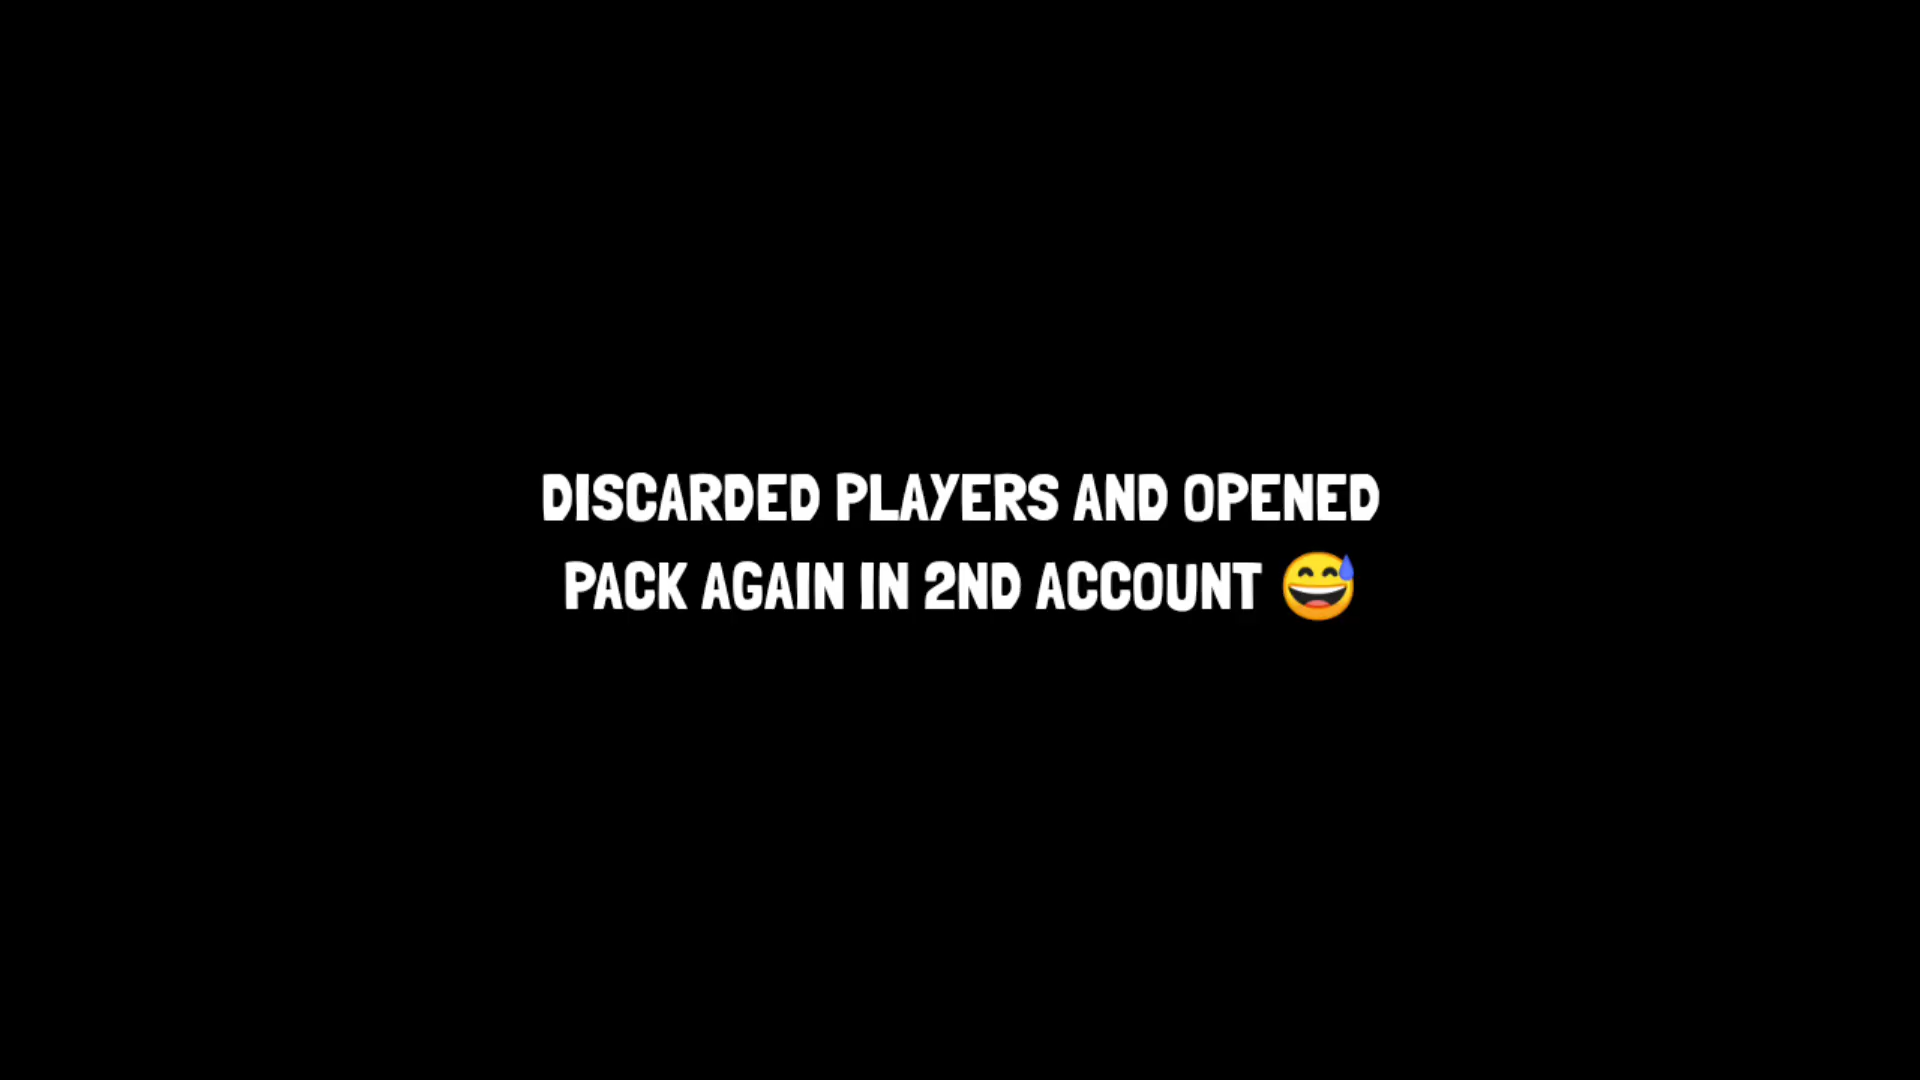 DISCARDED PLAYERS AND OPENED
PACK AGAIN IN 2ND ACCOUNT 😅